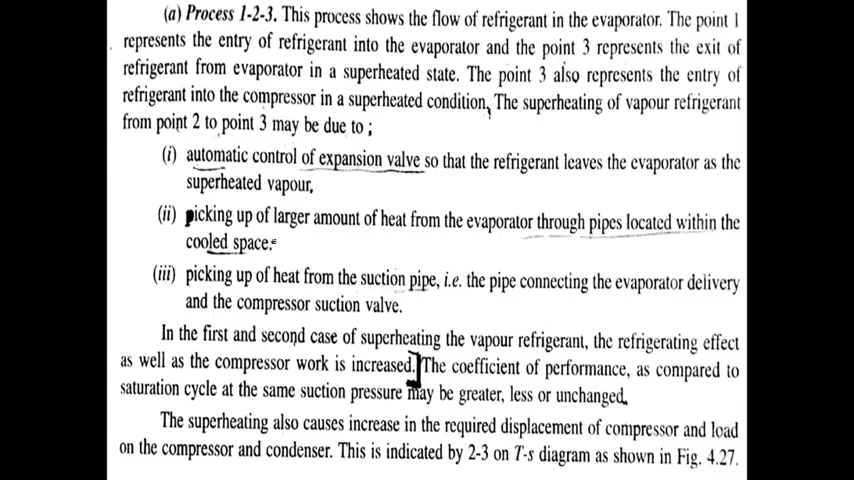 (a) Process 1-2-3. This process shows the flow of refrigerant in the evaporator. The point 1
represents the entry of refrigerant into the evaporator and the point 3 represents the exit of
refrigerant from evaporator in a superheated state. The point 3 also represents the entry of
refrigerant into the compressor in a superheated condition. The superheating of vapour refrigerant
from point 2 to point 3 may be due to ;
(i) automatic control of expansion valve so that the refrigerant leaves the evaporator as the
superheated vapour.
(ii) picking up of larger amount of heat from the evaporator through pipes located within the
cooled space.
(iii) picking up of heat from the suction pipe, i.e. the pipe connecting the evaporator delivery
and the compressor suction valve.
In the first and second case of superheating the vapour refrigerant, the refrigerating effect
as well as the compressor work is increased. The coefficient of performance, as compared to
saturation cycle at the same suction pressure may be greater, less or unchanged.
The superheating also causes increase in the required displacement of compressor and load
on the compressor and condenser. This is indicated by 2-3 on T-s diagram as shown in Fig. 4.27.